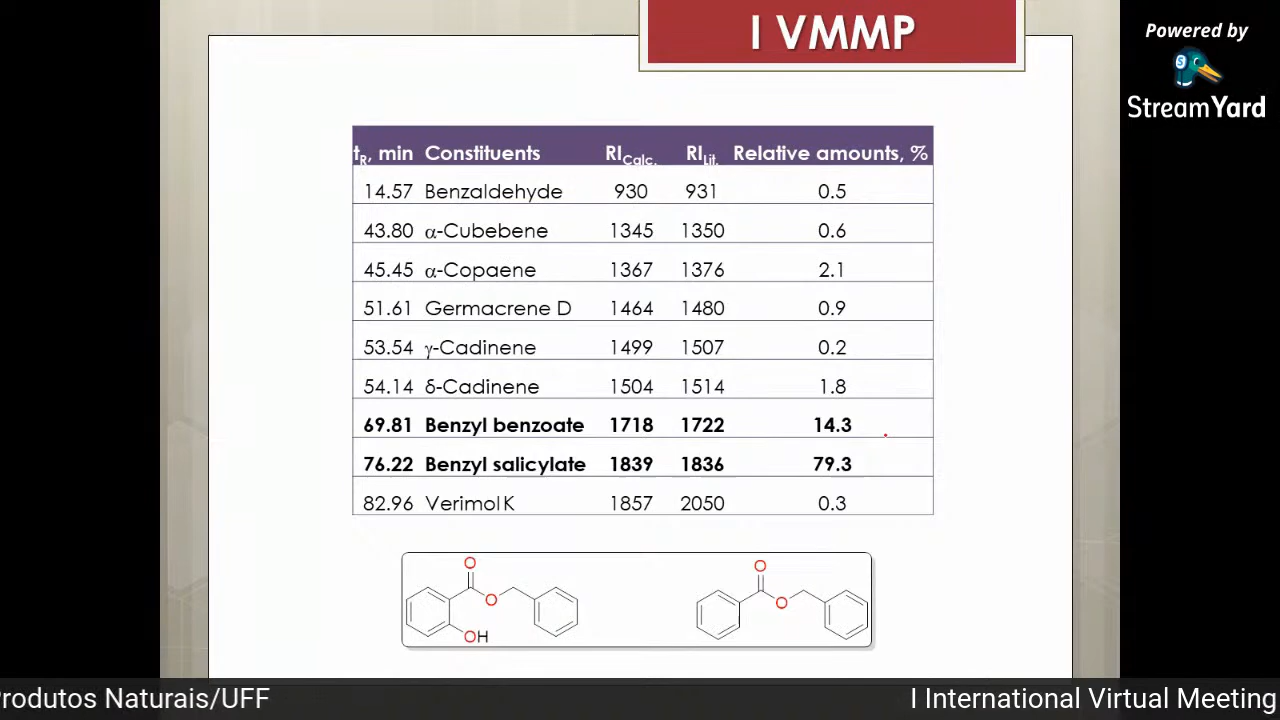 I VMMP
Powered by
StreamYard
tR, min Constituents RICalc. RILit. Relative amounts, %
14.57 Benzaldehyde 930 931 0.5
43.80 α-Cubebene 1345 1350 0.6
45.45 α-Copaene 1367 1376 2.1
51.61 Germacrene D 1464 1480 0.9
53.54 γ-Cadinene 1499 1507 0.2
54.14 δ-Cadinene 1504 1514 1.8
69.81 Benzyl benzoate 1718 1722 14.3
76.22 Benzyl salicylate 1839 1836 79.3
82.96 Verimol K 1857 2050 0.3
O O
O O
OH
rodutos Naturais/UFF I International Virtual Meeting